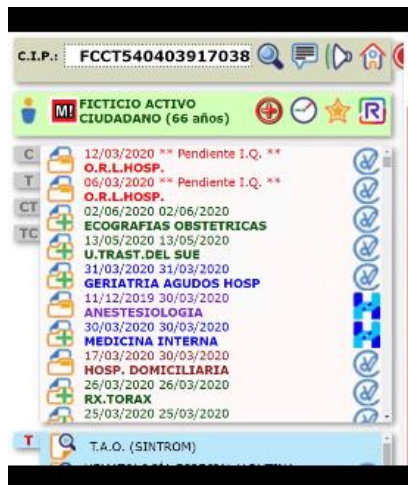 C.I.P.: FCCT540403917038
M! FICTICIO ACTIVO
CIUDADANO (66 años) R
C 12/03/2020 ** Pendiente I.Q. **
O.R.L.HOSP.
T 06/03/2020 ** Pendiente I.Q. **
O.R.L.HOSP.
CT 02/06/2020 02/06/2020
ECOGRAFIAS OBSTETRICAS
TC 13/05/2020 13/05/2020
U.TRAST.DEL SUE
31/03/2020 31/03/2020
GERIATRIA AGUDOS HOSP
11/12/2019 30/03/2020
ANESTESIOLOGIA
30/03/2020 30/03/2020
MEDICINA INTERNA
17/03/2020 30/03/2020
HOSP. DOMICILIARIA
26/03/2020 26/03/2020
RX.TORAX
25/03/2020 25/03/2020
T T.A.O. (SINTROM)